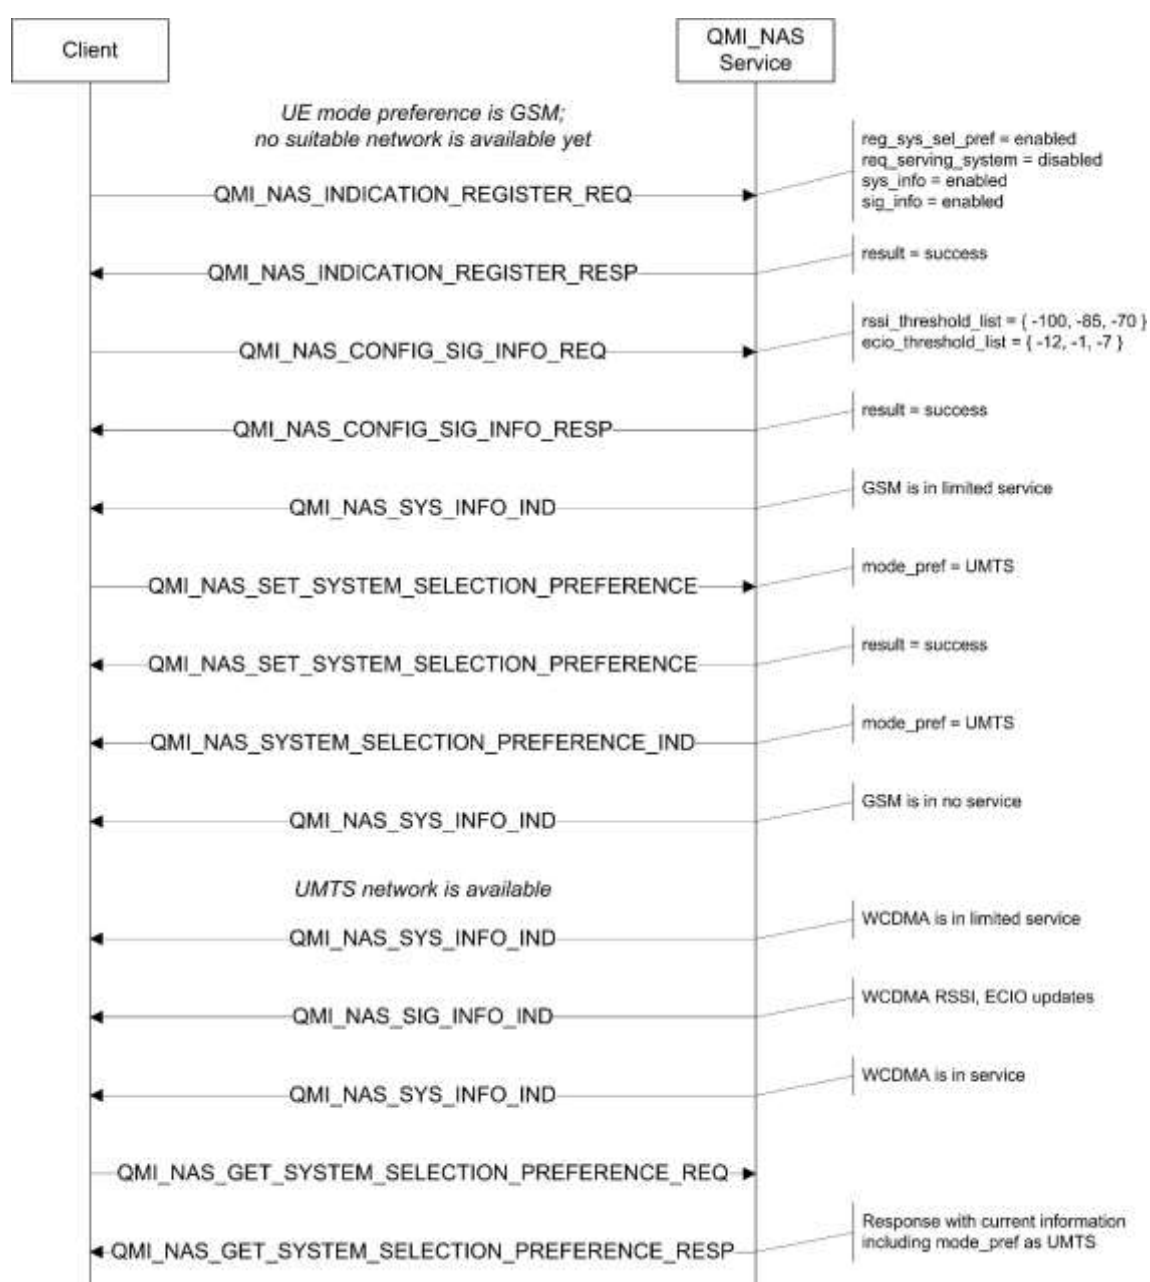 Client
QMI_NAS
Service
UE mode preference is GSM;
no suitable network is available yet
reg_sys_sel_pref = enabled
req_serving_system = disabled
sys_info = enabled
sig_info = enabled
QMI_NAS_INDICATION_REGISTER_REQ
result = success
QMI_NAS_INDICATION_REGISTER_RESP
rssi_threshold_list = { -100, -85, -70 }
ecio_threshold_list = { -12, -1, -7 }
QMI_NAS_CONFIG_SIG_INFO_REQ
result = success
QMI_NAS_CONFIG_SIG_INFO_RESP
GSM is in limited service
QMI_NAS_SYS_INFO_IND
mode_pref = UMTS
QMI_NAS_SET_SYSTEM_SELECTION_PREFERENCE
result = success
QMI_NAS_SET_SYSTEM_SELECTION_PREFERENCE
mode_pref = UMTS
QMI_NAS_SYSTEM_SELECTION_PREFERENCE_IND
GSM is in no service
QMI_NAS_SYS_INFO_IND
UMTS network is available
WCDMA is in limited service
QMI_NAS_SYS_INFO_IND
WCDMA RSSI, ECIO updates
QMI_NAS_SIG_INFO_IND
WCDMA is in service
QMI_NAS_SYS_INFO_IND
QMI_NAS_GET_SYSTEM_SELECTION_PREFERENCE_REQ
Response with current information
including mode_pref as UMTS
QMI_NAS_GET_SYSTEM_SELECTION_PREFERENCE_RESP